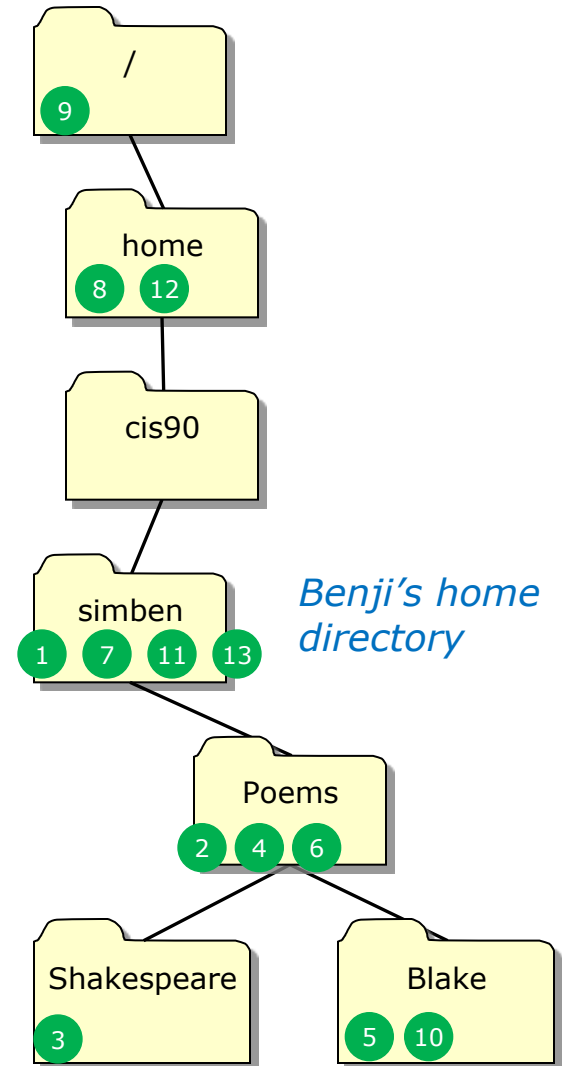 /
9
home
8 12
cis90
simben
1 7 11 13
Benji's home
directory
Poems
2 4 6
Shakespeare
3
Blake
5 10